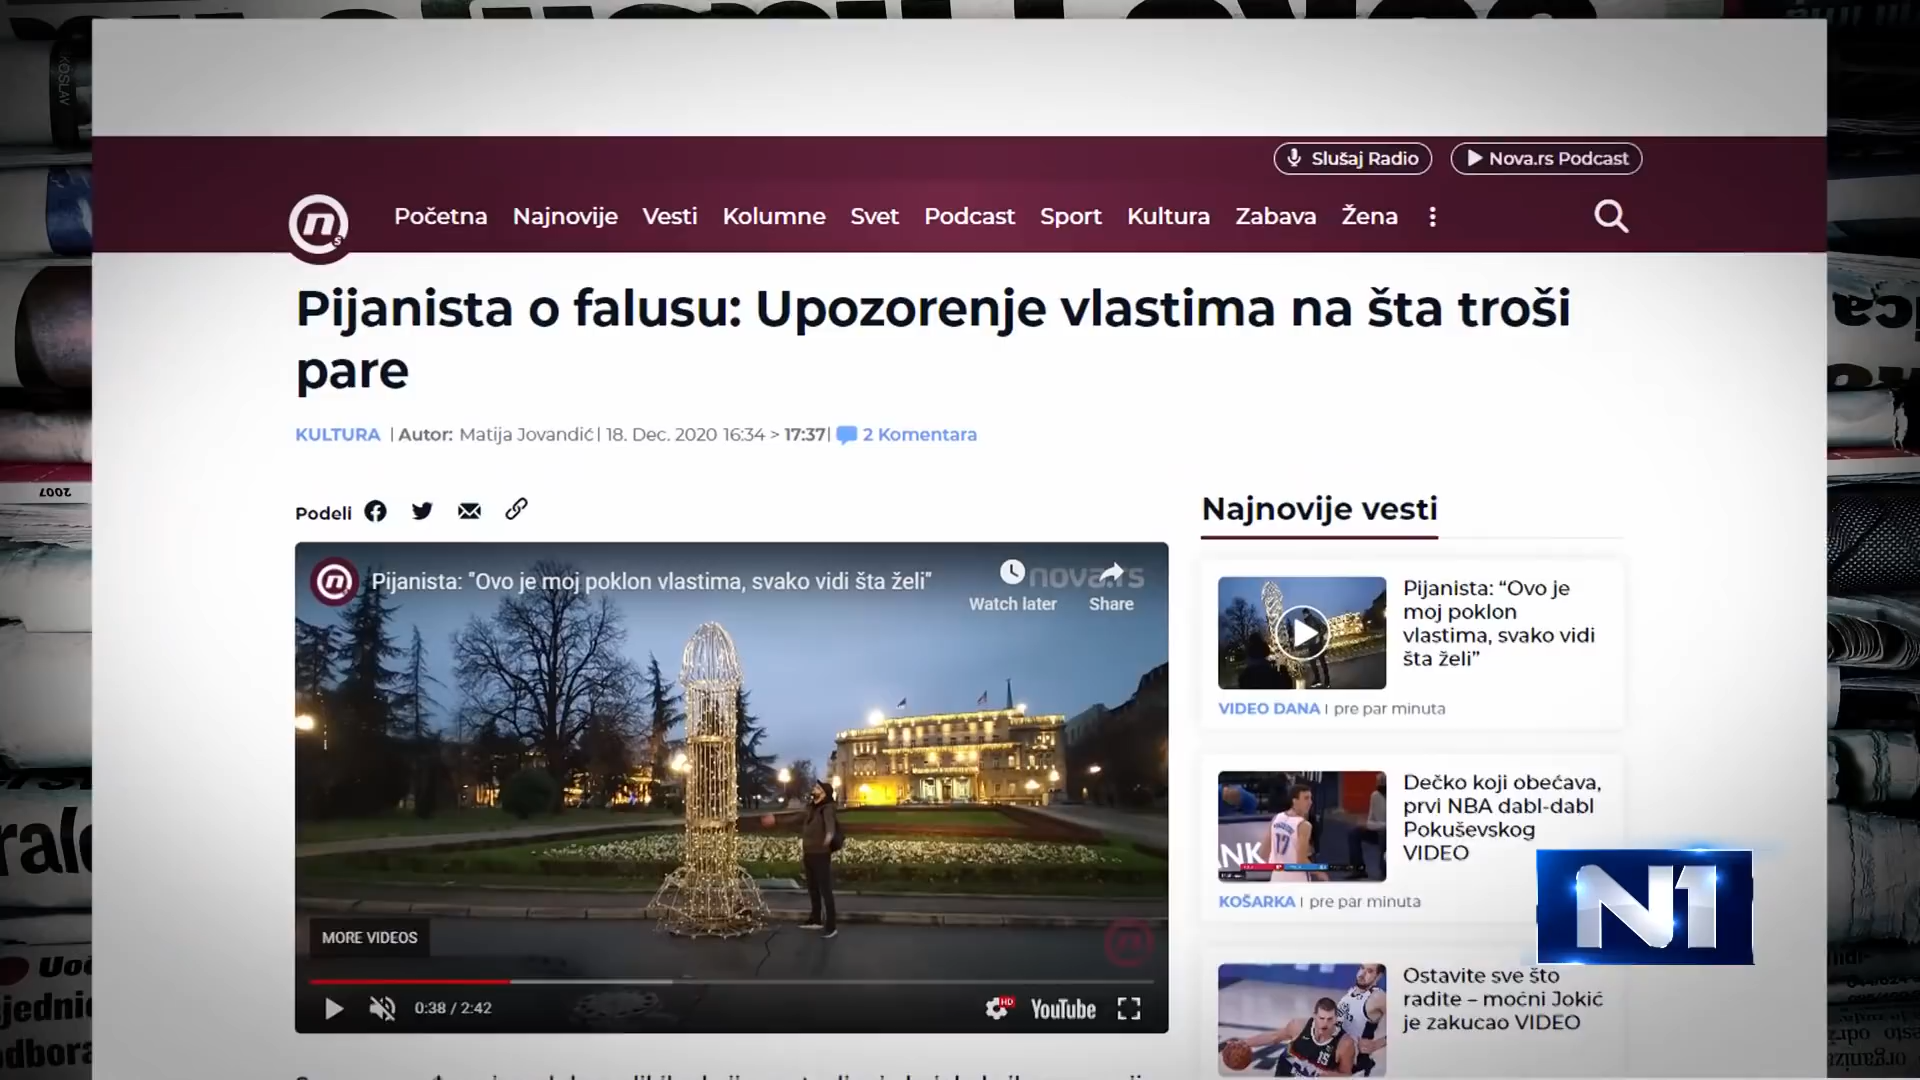 Slušaj Radio
Nova.rs Podcast
Početna Najnovije Vesti Kolumne Svet Podcast Sport Kultura Zabava Žena
Pijanista o falusu: Upozorenje vlastima na šta troši
pare
KULTURA | Autor: Matija Jovandić | 18. Dec. 2020 16:34 > 17:37 | 2 Komentara
Podeli
Pijanista: "Ovo je moj poklon vlastima, svako vidi šta želi"
nova.rs
Watch later
Share
MORE VIDEOS
0:38 / 2:42
HD
YouTube
Najnovije vesti
Pijanista: “Ovo je
moj poklon
vlastima, svako vidi
šta želi”
VIDEO DANA | pre par minuta
Dečko koji obećava,
prvi NBA dabl-dabl
Pokuševskog
VIDEO
KOŠARKA | pre par minuta
Ostavite sve što
radite – moćni Jokić
je zakucao VIDEO
N1
2007